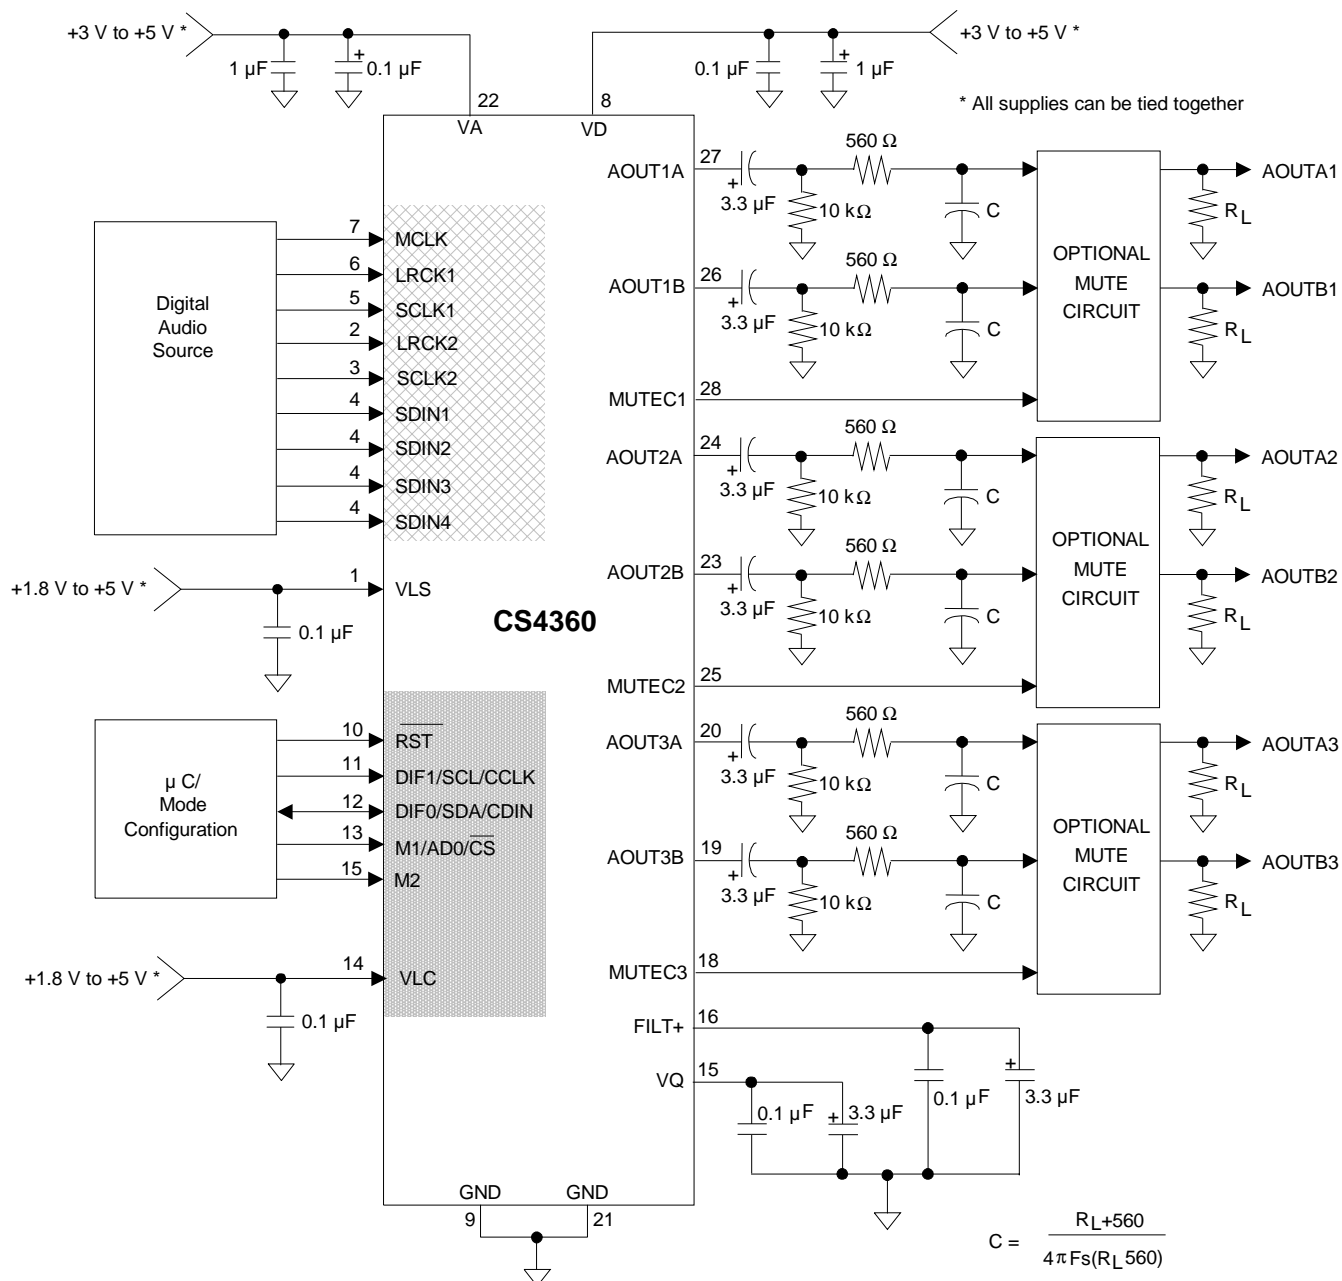 +3 V to +5 V *
1 µF
+
0.1 µF
22
VA
+3 V to +5 V *
0.1 µF
+
1 µF
8
VD
* All supplies can be tied together
Digital
Audio
Source
7
MCLK
6
LRCK1
5
SCLK1
2
LRCK2
3
SCLK2
4
SDIN1
4
SDIN2
4
SDIN3
4
SDIN4
+1.8 V to +5 V *
1
VLS
0.1 µF
CS4360
µ C/
Mode
Configuration
10
RST
11
DIF1/SCL/CCLK
12
DIF0/SDA/CDIN
13
M1/AD0/CS
15
M2
+1.8 V to +5 V *
14
VLC
0.1 µF
GND
9
GND
21
AOUT1A
27
+
3.3 µF
10 kΩ
560 Ω
C
AOUTA1
RL
AOUT1B
26
+
3.3 µF
10 kΩ
560 Ω
C
OPTIONAL
MUTE
CIRCUIT
AOUTB1
RL
MUTEC1
28
AOUT2A
24
+
3.3 µF
10 kΩ
560 Ω
C
AOUTA2
RL
AOUT2B
23
+
3.3 µF
10 kΩ
560 Ω
C
OPTIONAL
MUTE
CIRCUIT
AOUTB2
RL
MUTEC2
25
AOUT3A
20
+
3.3 µF
10 kΩ
560 Ω
C
AOUTA3
RL
AOUT3B
19
+
3.3 µF
10 kΩ
560 Ω
C
OPTIONAL
MUTE
CIRCUIT
AOUTB3
RL
MUTEC3
18
FILT+
16
0.1 µF
+
3.3 µF
VQ
15
0.1 µF
+
3.3 µF
C = RL+560
4πFs(RL560)